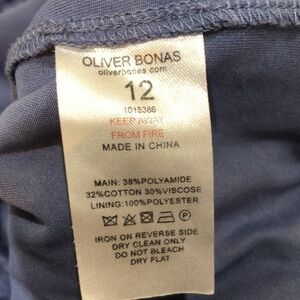 OLIVER BONAS
oliverbonas.com
12
1015386
KEEP AWAY
FROM FIRE
MADE IN CHINA
MAIN: 38%POLYAMIDE
32%COTTON 30%VISCOSE
LINING:100%POLYESTER
IRON ON REVERSE SIDE
DRY CLEAN ONLY
DO NOT BLEACH
DRY FLAT